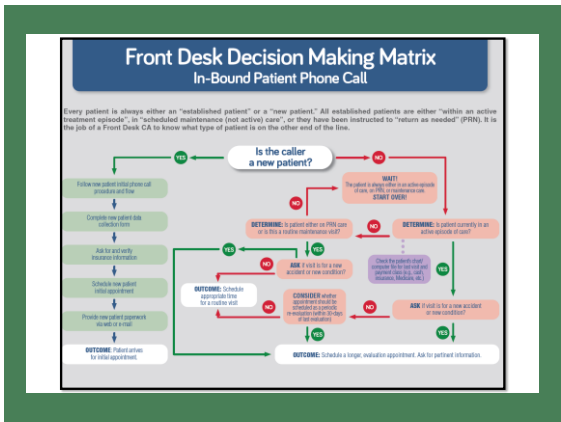 Front Desk Decision Making Matrix
In-Bound Patient Phone Call
Every patient is always either an “established patient” or a “new patient.” All established patients are either “within an active
treatment episode”, in “scheduled maintenance (not active) care”, or they have been instructed to “return as needed” (PRN). It is
the job of a Front Desk CA to know what type of patient is on the other end of the line.
Is the caller
a new patient?
YES
NO
Follow new patient initial phone call
procedure and flow
Complete new patient data
collection form
Ask for and verify
insurance information
Schedule new patient
initial appointment
Provide new patient paperwork
via web or e-mail
OUTCOME: Patient arrives
for initial appointment.
WAIT!
The patient is always either in an active episode
of care, on PRN, or maintenance care.
START OVER!
NO
DETERMINE: Is patient either on PRN care
or is this a routine maintenance visit?
NO
DETERMINE: Is patient currently in an
active episode of care?
YES
YES
NO
ASK if visit is for a new
accident or new condition?
Check the patient's chart/
computer file for last visit and
payment status (e.g., cash,
insurance, Medicare, etc.)
YES
OUTCOME: Schedule
appropriate time
for a routine visit
NO
CONSIDER whether
appointment should be
scheduled as a periodic
re-evaluation (within 30-days
of last evaluation)
NO
ASK if visit is for a new accident
or new condition?
YES
YES
OUTCOME: Schedule a longer, evaluation appointment. Ask for pertinent information.